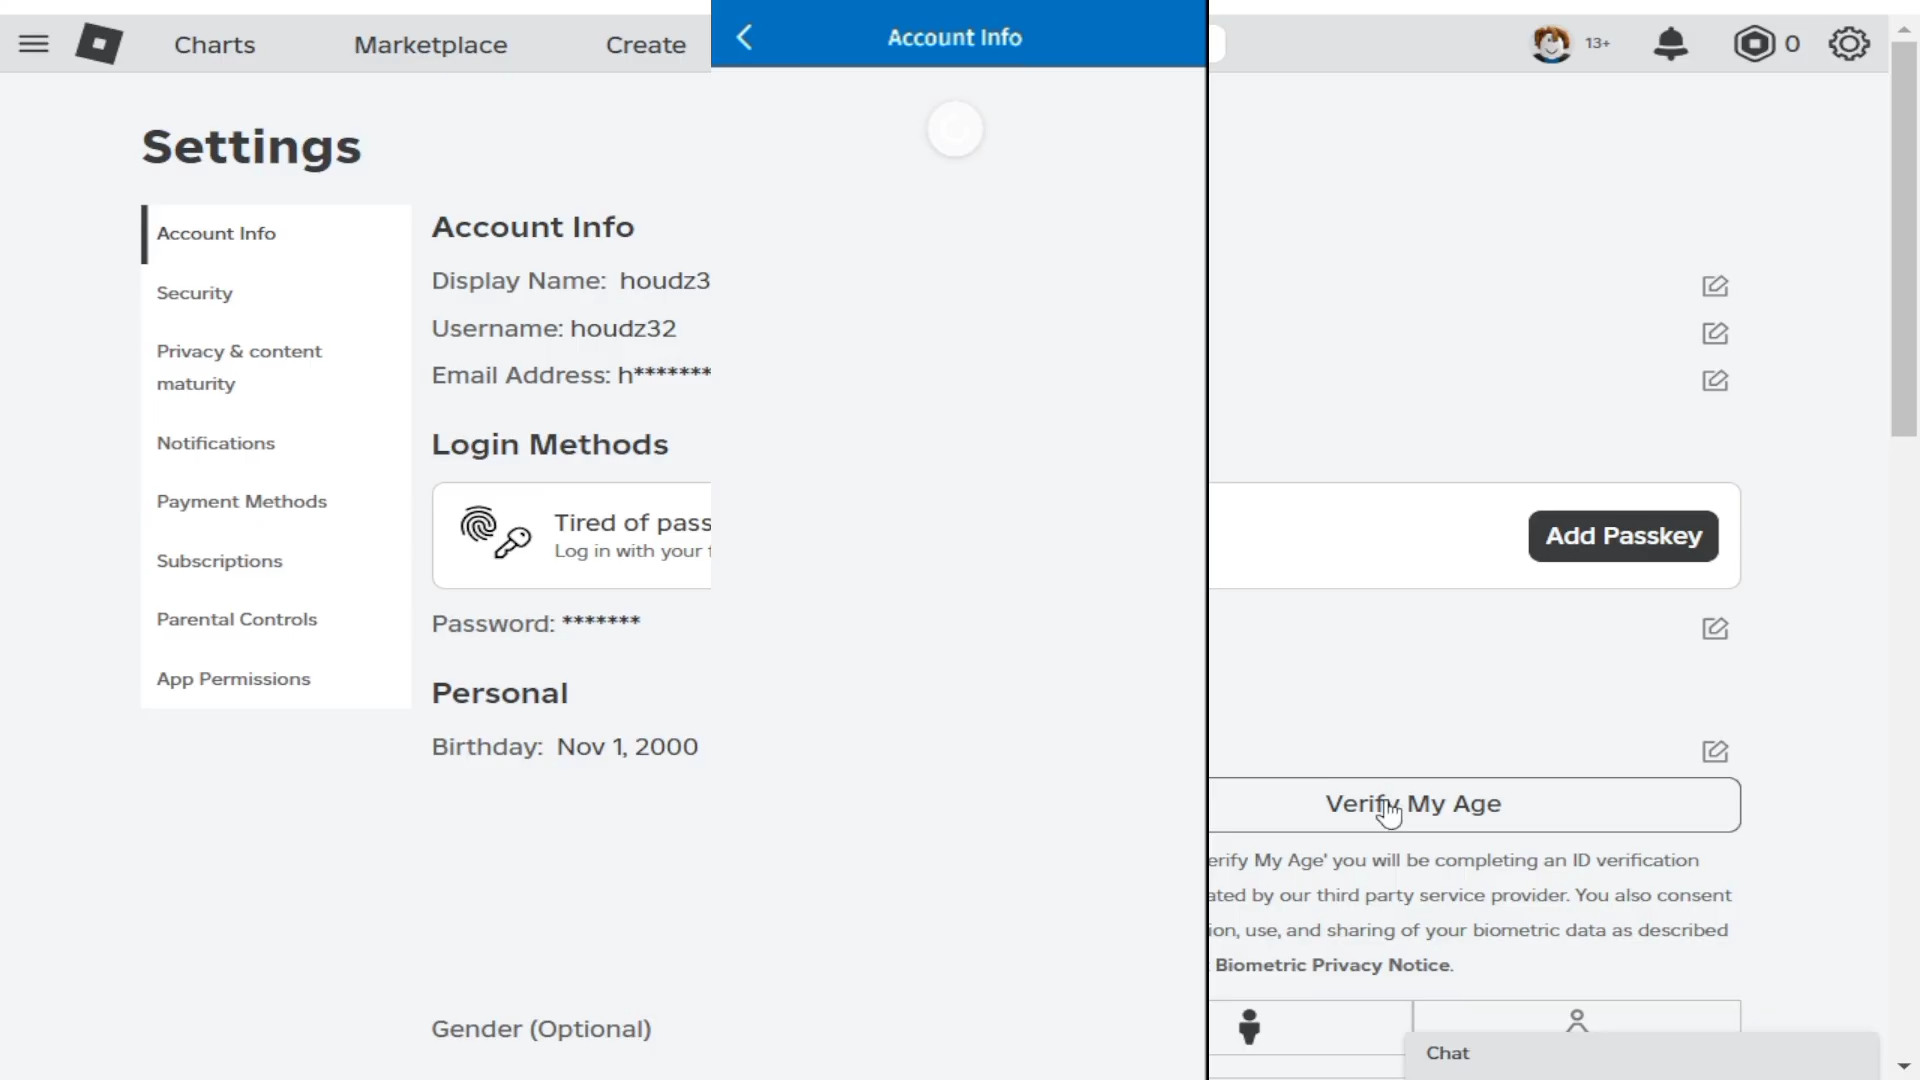 Charts
Marketplace
Create
Account Info
13+
0
Settings
Account Info
Security
Privacy & content
maturity
Notifications
Payment Methods
Subscriptions
Parental Controls
App Permissions
Account Info
Display Name: houdz3
Username: houdz32
Email Address: h*******
Login Methods
Tired of pass
Log in with your
Add Passkey
Password: *******
Personal
Birthday: Nov 1, 2000
Verify My Age
erify My Age' you will be completing an ID verification
ated by our third party service provider. You also consent
ion, use, and sharing of your biometric data as described
Biometric Privacy Notice.
Gender (Optional)
Chat